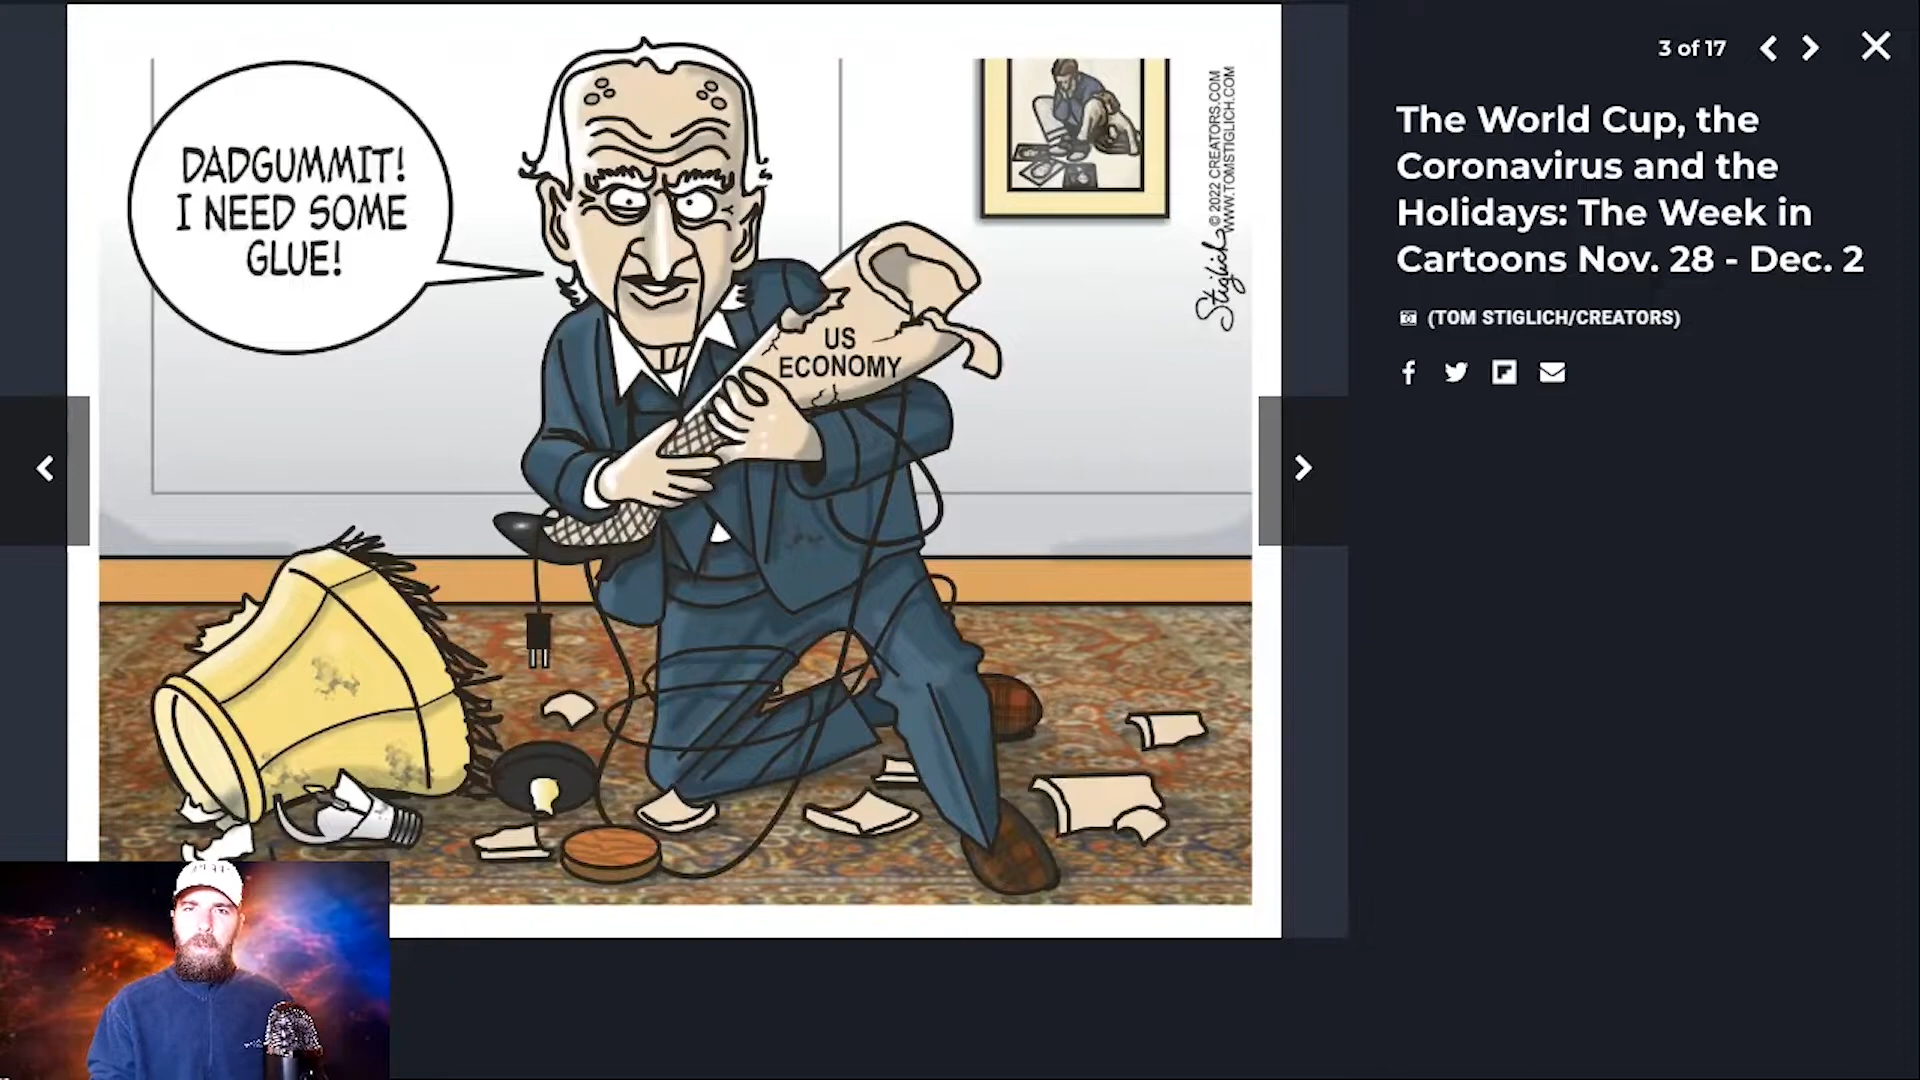 DADGUMMIT!
I NEED SOME
GLUE!
US
ECONOMY
Stiglich
© 2022 CREATORS.COM
WWW.TOMSTIGLICH.COM
3 of 17
The World Cup, the
Coronavirus and the
Holidays: The Week in
Cartoons Nov. 28 - Dec. 2
(TOM STIGLICH/CREATORS)